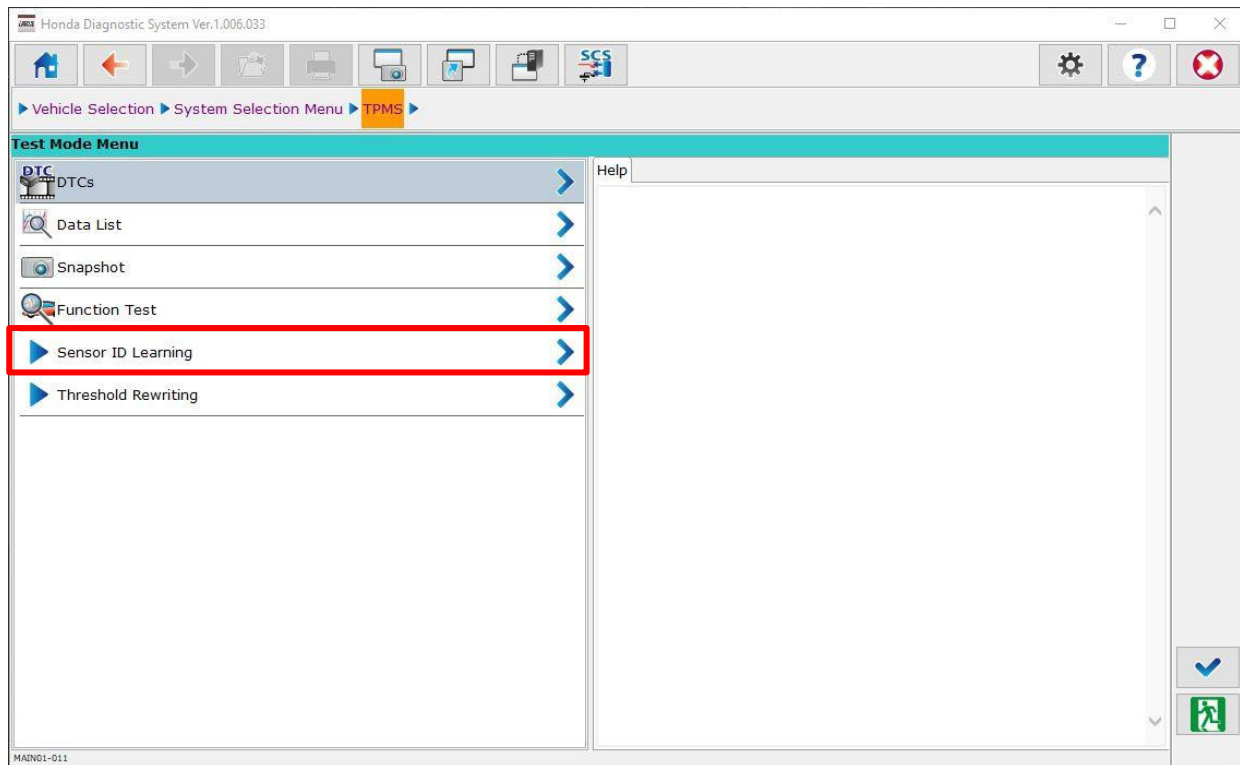 Honda Diagnostic System Ver.1.006.033
SCS
?
Vehicle Selection System Selection Menu TPMS
Test Mode Menu
DTC DTCs
Data List
Snapshot
Function Test
Sensor ID Learning
Threshold Rewriting
Help
MAIN01-011